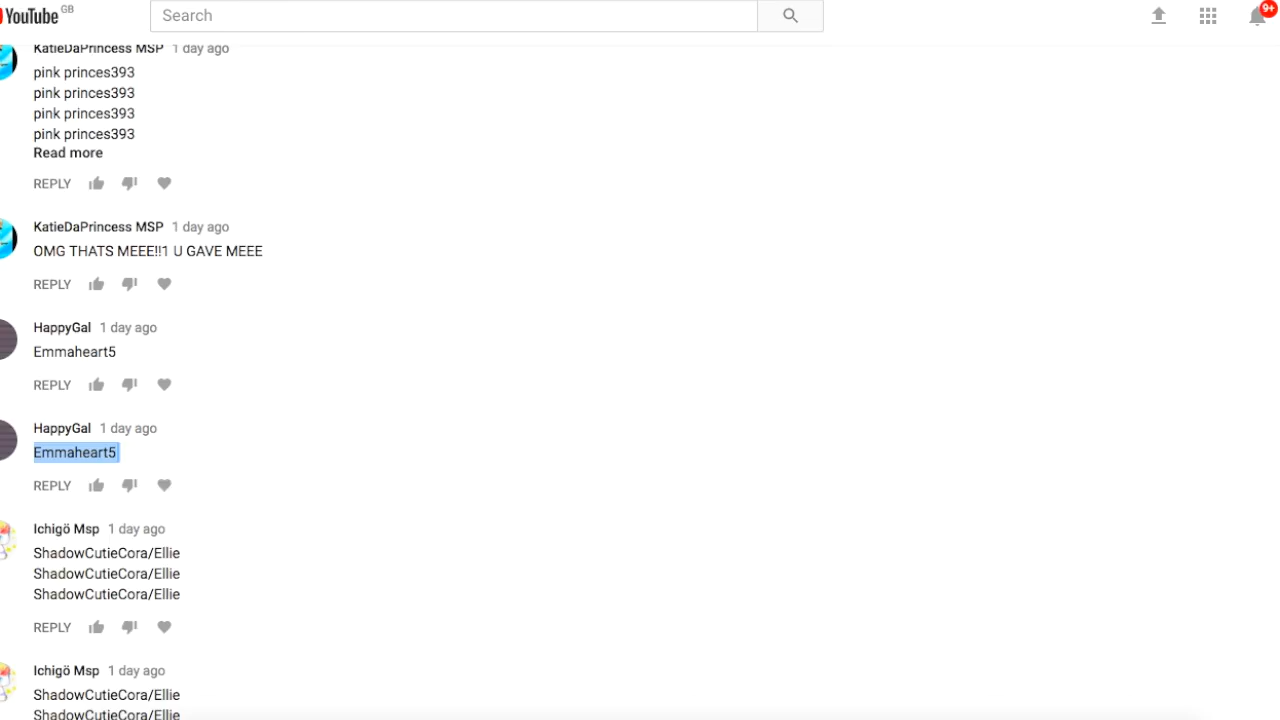 YouTube GB
Search
9+
KatieDaPrincess MSP 1 day ago
pink princes393
pink princes393
pink princes393
pink princes393
Read more
REPLY
KatieDaPrincess MSP 1 day ago
OMG THATS MEEE!!1 U GAVE MEEE
REPLY
HappyGal 1 day ago
Emmaheart5
REPLY
HappyGal 1 day ago
Emmaheart5
REPLY
Ichigö Msp 1 day ago
ShadowCutieCora/Ellie
ShadowCutieCora/Ellie
ShadowCutieCora/Ellie
REPLY
Ichigö Msp 1 day ago
ShadowCutieCora/Ellie
ShadowCutieCora/Ellie